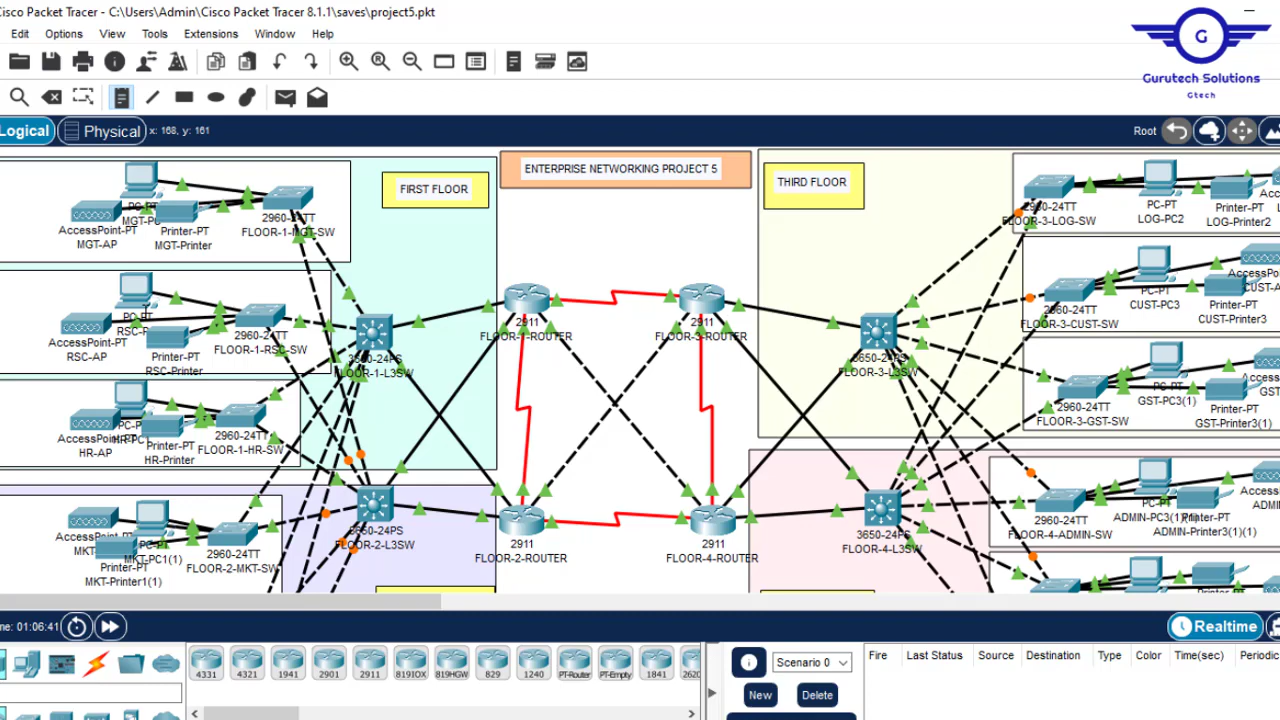 Cisco Packet Tracer - C:\Users\Admin\Cisco Packet Tracer 8.1.1\saves\project5.pkt
Edit Options View Tools Extensions Window Help
G
Gurutech Solutions
Gtech
Logical Physical x: 168, y: 161
Root
ENTERPRISE NETWORKING PROJECT 5
FIRST FLOOR
THIRD FLOOR
2960-24TT
FLOOR-1-MGT-SW
AccessPoint-PT
MGT-AP
Printer-PT
MGT-Printer
2960-24TT
FLOOR-1-RSC-SW
AccessPoint-PT
RSC-AP
Printer-PT
RSC-Printer
2960-24TT
FLOOR-1-HR-SW
HR-AP
Printer-PT
HR-Printer
2960-24TT
FLOOR-2-MKT-SW
PC-PT
MKT-PC1(1)
Printer-PT
MKT-Printer1(1)
3650-24PS
FLOOR-1-L3SW
3650-24PS
FLOOR-2-L3SW
2911
FLOOR-1-ROUTER
2911
FLOOR-3-ROUTER
2911
FLOOR-2-ROUTER
2911
FLOOR-4-ROUTER
3650-24PS
FLOOR-3-L3SW
3650-24PS
FLOOR-4-L3SW
2960-24TT
FLOOR-3-LOG-SW
PC-PT
LOG-PC2
Printer-PT
LOG-Printer2
2960-24TT
FLOOR-3-CUST-SW
PC-PT
CUST-PC3
Printer-PT
CUST-Printer3
2960-24TT
FLOOR-3-GST-SW
PC-PT
GST-PC3(1)
Printer-PT
GST-Printer3(1)
2960-24TT
FLOOR-4-ADMIN-SW
PC-PT
ADMIN-PC3(1)
Printer-PT
ADMIN-Printer3(1)(1)
me: 01:06:41
Realtime
4331 4321 1941 2901 2911 819IOX 819HGW 829 1240 PT-Router PT-Empty 1841 2620
Scenario 0
New Delete
Fire Last Status Source Destination Type Color Time(sec) Periodic